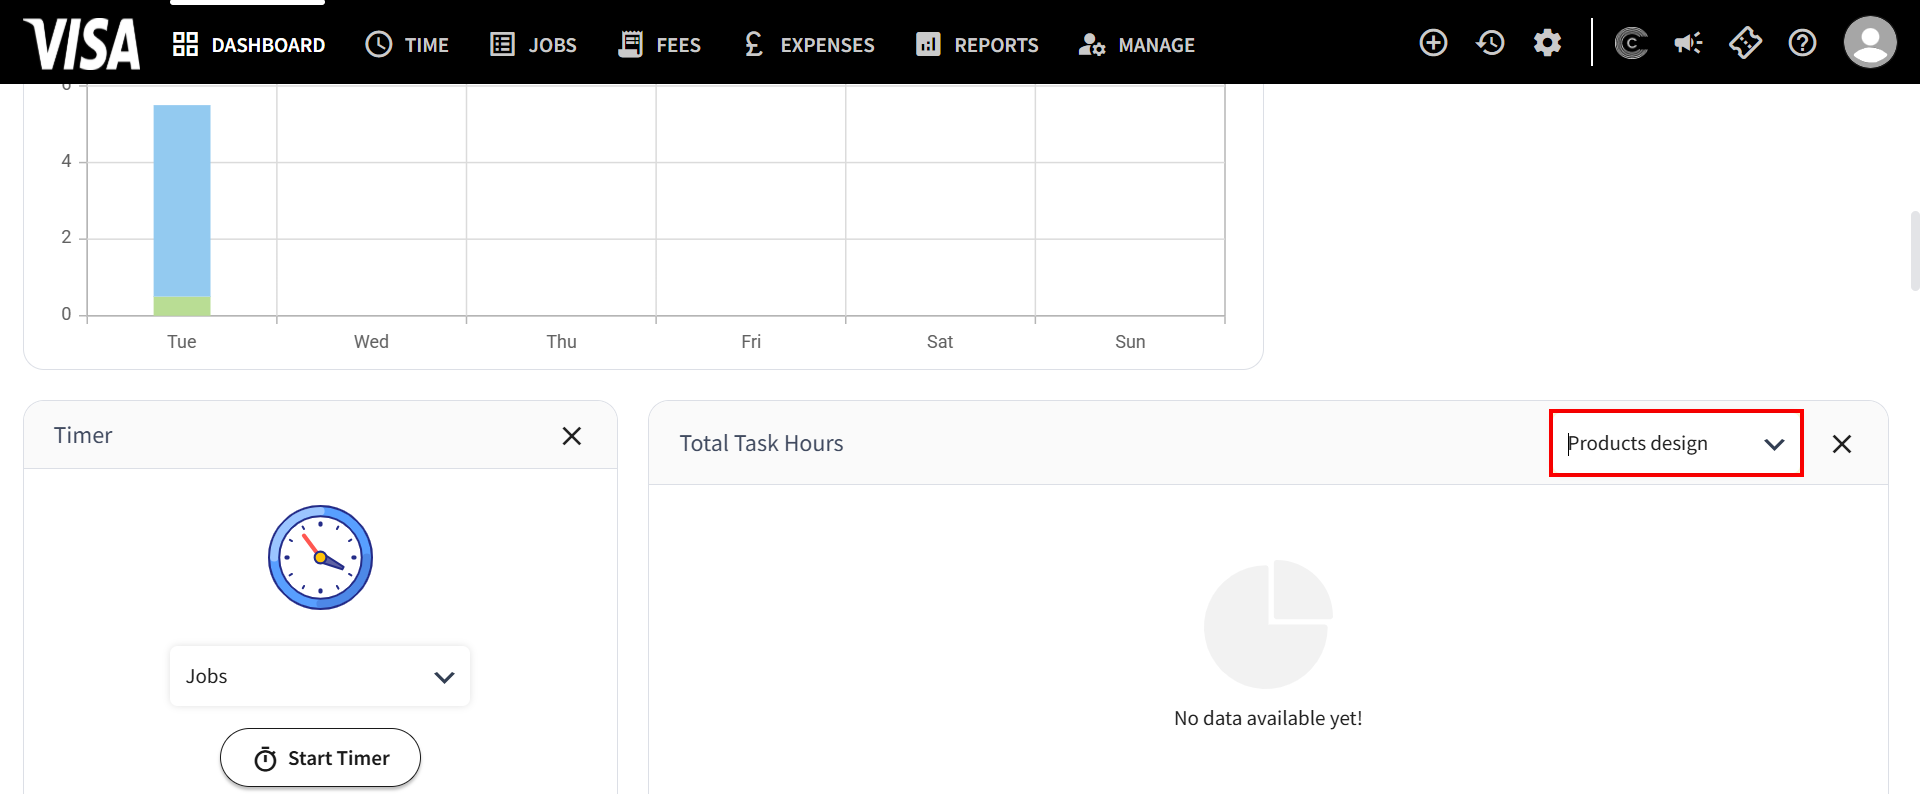 VISA DASHBOARD TIME JOBS FEES £ EXPENSES REPORTS MANAGE
6
4
2
0
Tue Wed Thu Fri Sat Sun
Timer
Jobs
Start Timer
Total Task Hours
Products design
No data available yet!